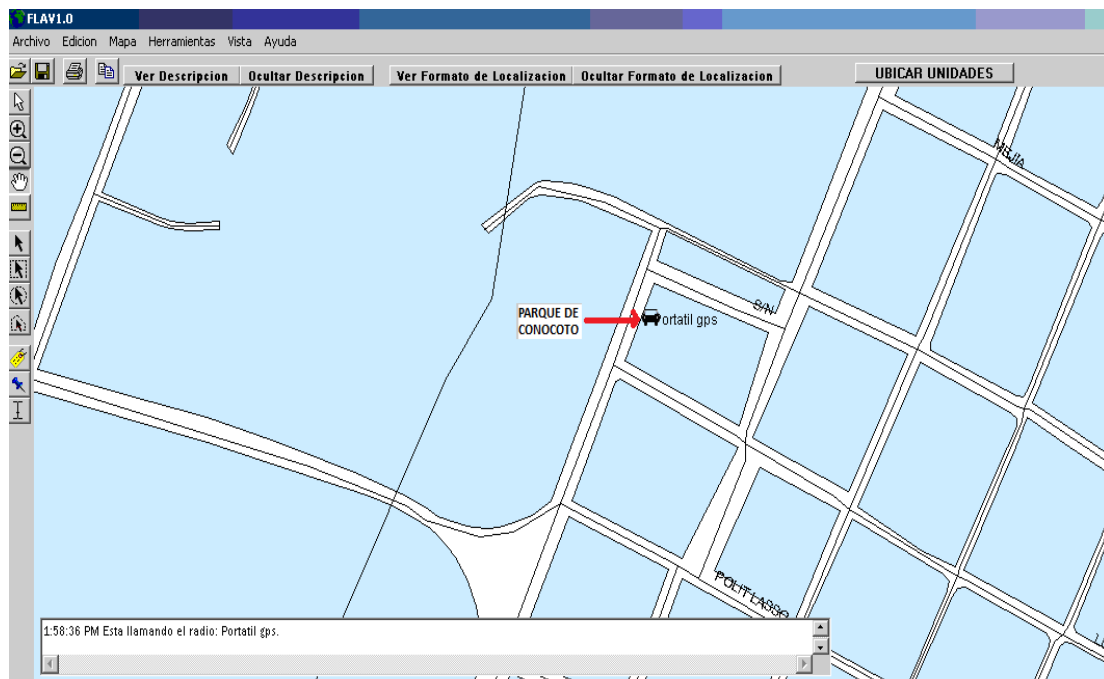 FLAV1.0
Archivo Edicion Mapa Herramientas Vista Ayuda
Ver Descripcion Ocultar Descripcion Ver Formato de Localizacion Ocultar Formato de Localizacion UBICAR UNIDADES
MEJIA
S/N
PARQUE DE
CONOCOTO
ortatil gps
POLIT LASSO
1:58:36 PM Esta llamando el radio: Portatil gps.